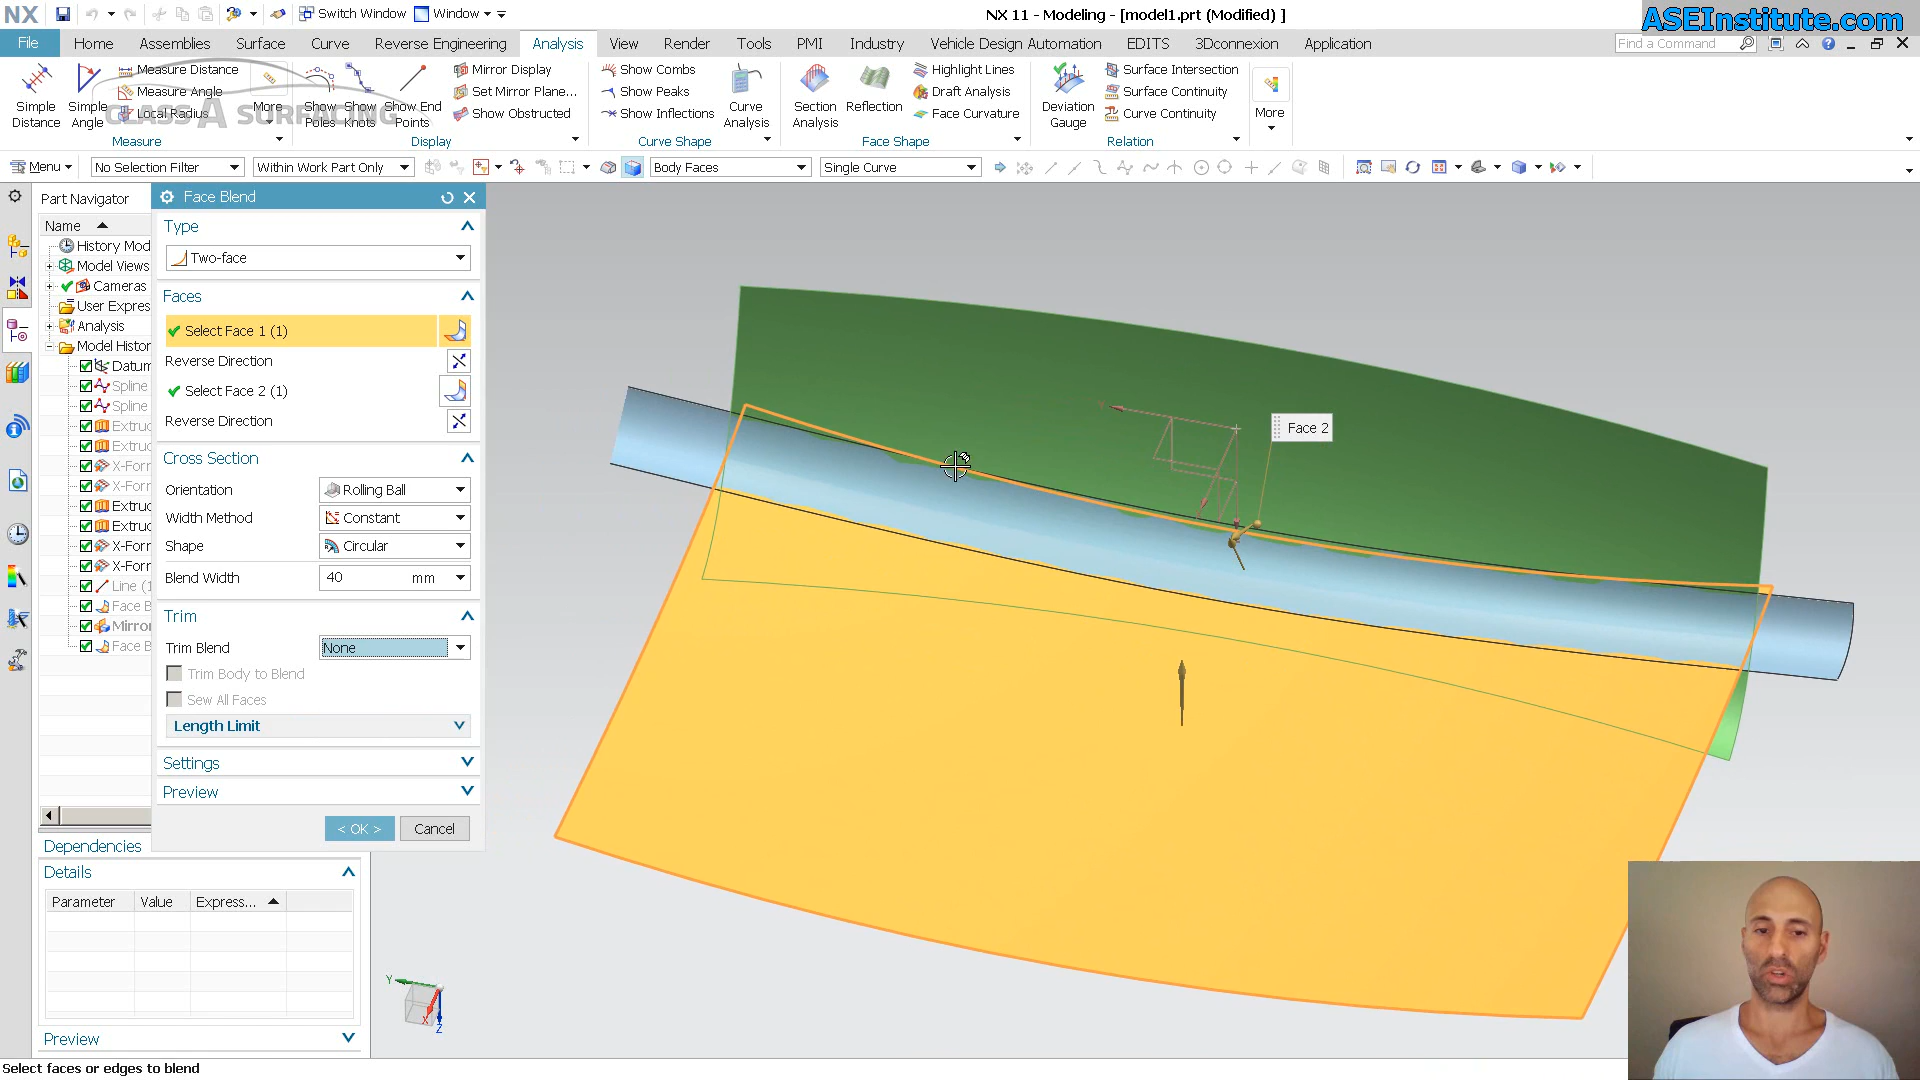 NX
Switch Window
Window
NX 11 - Modeling - [model1.prt (Modified) ]
ASEInstitute.com
File
Home
Assemblies
Surface
Curve
Reverse Engineering
Analysis
View
Render
Tools
PMI
Industry
Vehicle Design Automation
EDITS
3Dconnexion
Application
Find a Command
Simple Distance
Simple Angle
Measure Distance
Measure Angle
Local Radius
More
Measure
CLASS A SURFACING
Show Poles
Show Knots
Show End Points
Mirror Display
Set Mirror Plane...
Show Obstructed
Display
Show Combs
Show Peaks
Show Inflections
Curve Analysis
Curve Shape
Section Analysis
Reflection
Highlight Lines
Draft Analysis
Face Curvature
Face Shape
Deviation Gauge
Surface Intersection
Surface Continuity
Curve Continuity
Relation
More
Menu
No Selection Filter
Within Work Part Only
Body Faces
Single Curve
Part Navigator
Name
History Mod
Model Views
Cameras
User Expres
Analysis
Model Histor
Datum
Spline
Spline
Extruc
Extruc
X-Forr
X-Forr
Extruc
Extruc
X-Forr
X-Forr
Line (1
Face B
Mirror
Face B
Face Blend
Type
Two-face
Faces
Select Face 1 (1)
Reverse Direction
Select Face 2 (1)
Reverse Direction
Cross Section
Orientation
Rolling Ball
Width Method
Constant
Shape
Circular
Blend Width
40
mm
Trim
Trim Blend
None
Trim Body to Blend
Sew All Faces
Length Limit
Settings
Preview
< OK >
Cancel
Dependencies
Details
Parameter
Value
Express...
Preview
Select faces or edges to blend
Face 2
Y
X
Z